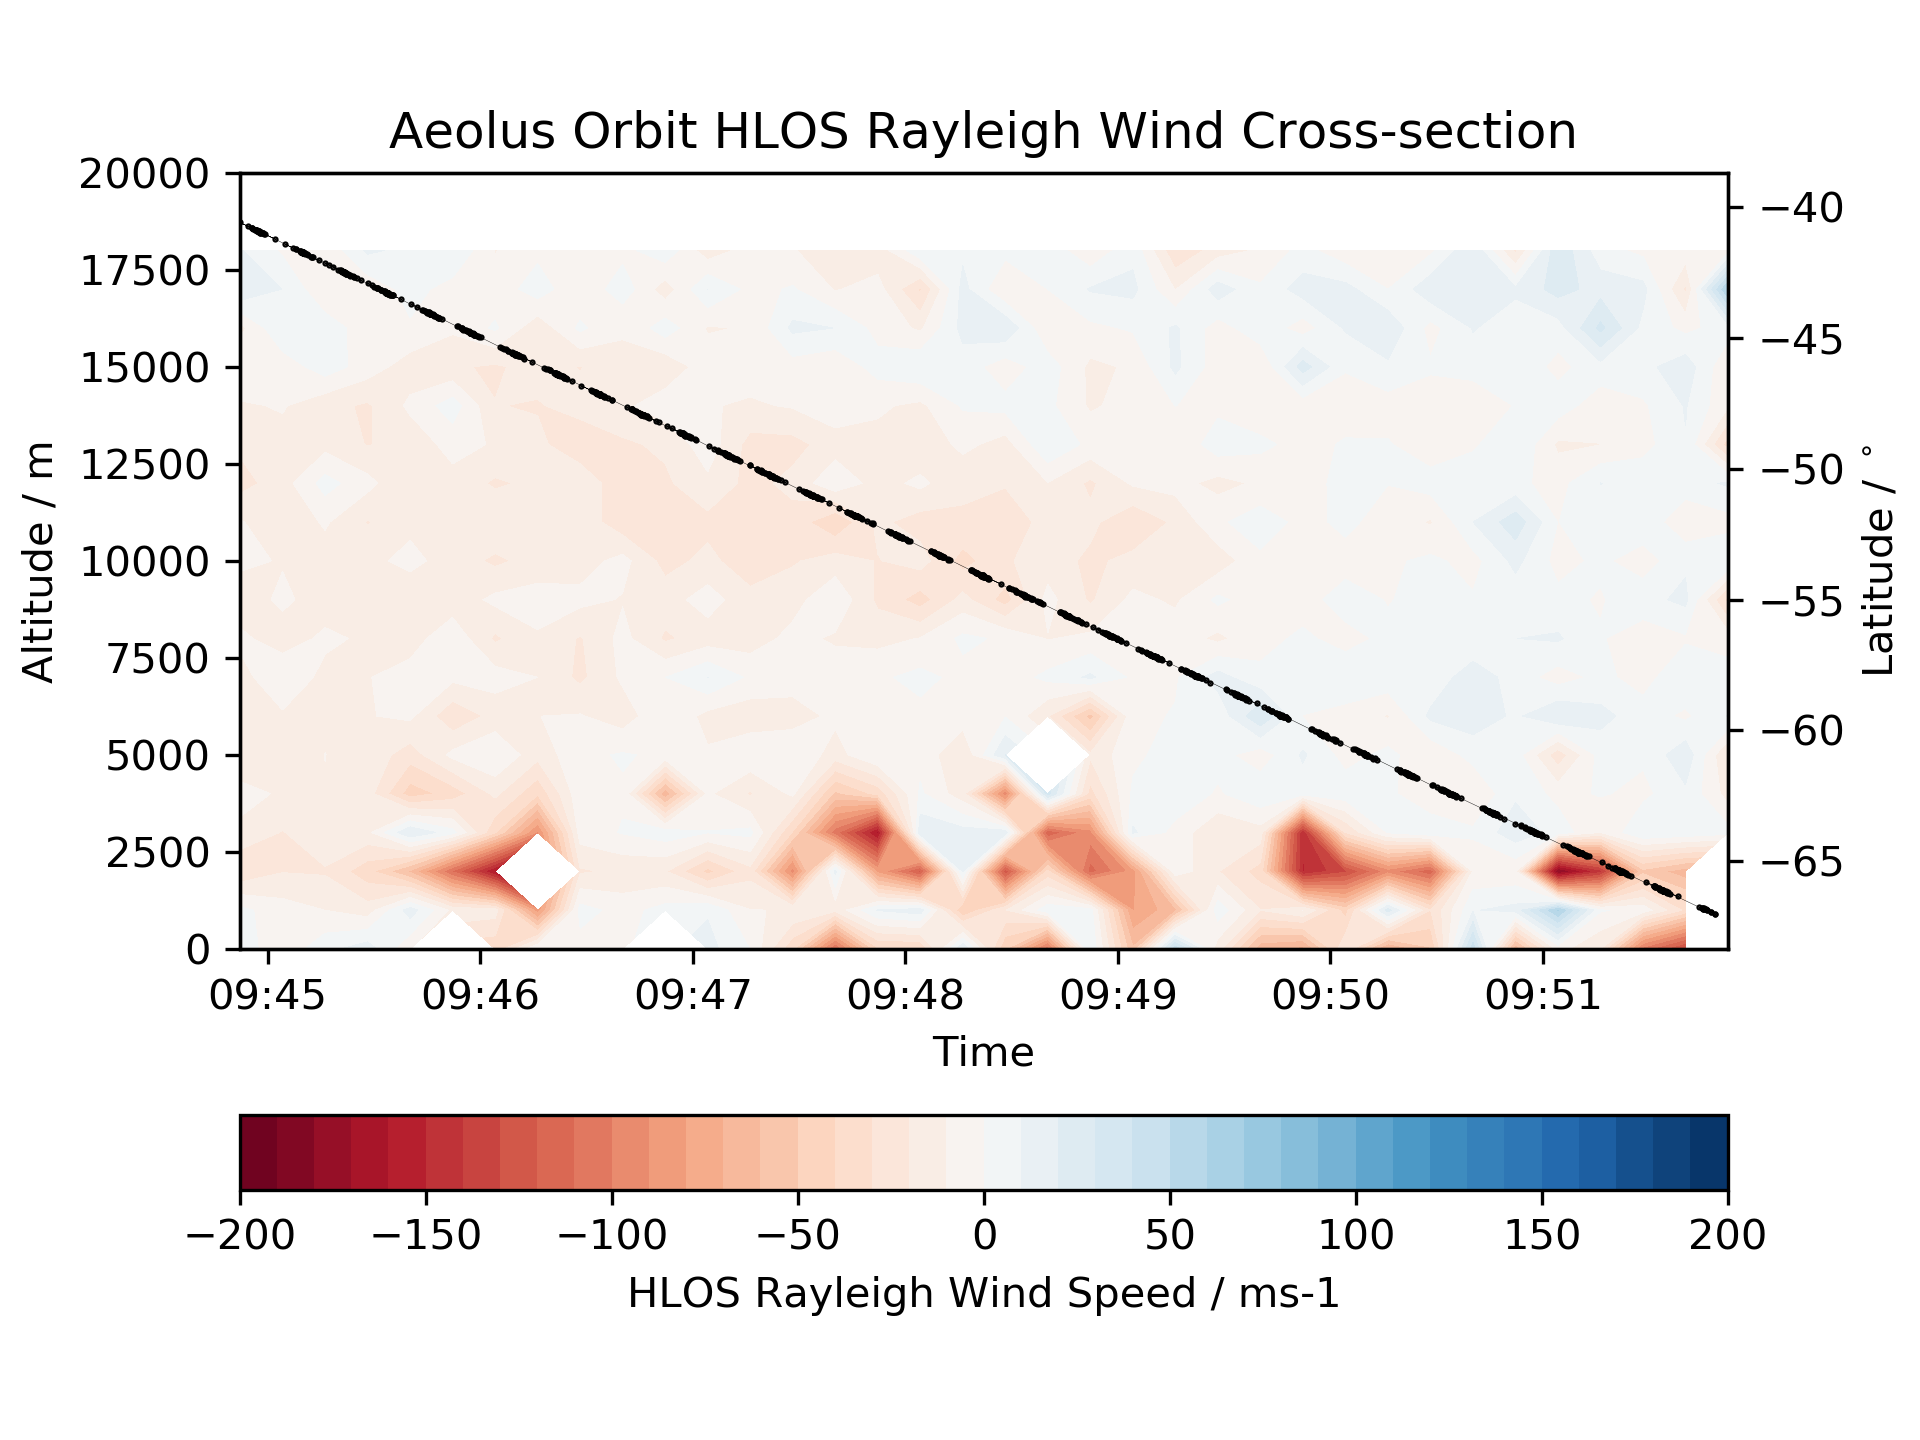 Aeolus Orbit HLOS Rayleigh Wind Cross-section
20000
17500
15000
12500
10000
7500
5000
2500
0
Altitude / m
−40
−45
−50
−55
−60
−65
Latitude / °
09:45 09:46 09:47 09:48 09:49 09:50 09:51
Time
−200 −150 −100 −50 0 50 100 150 200
HLOS Rayleigh Wind Speed / ms-1